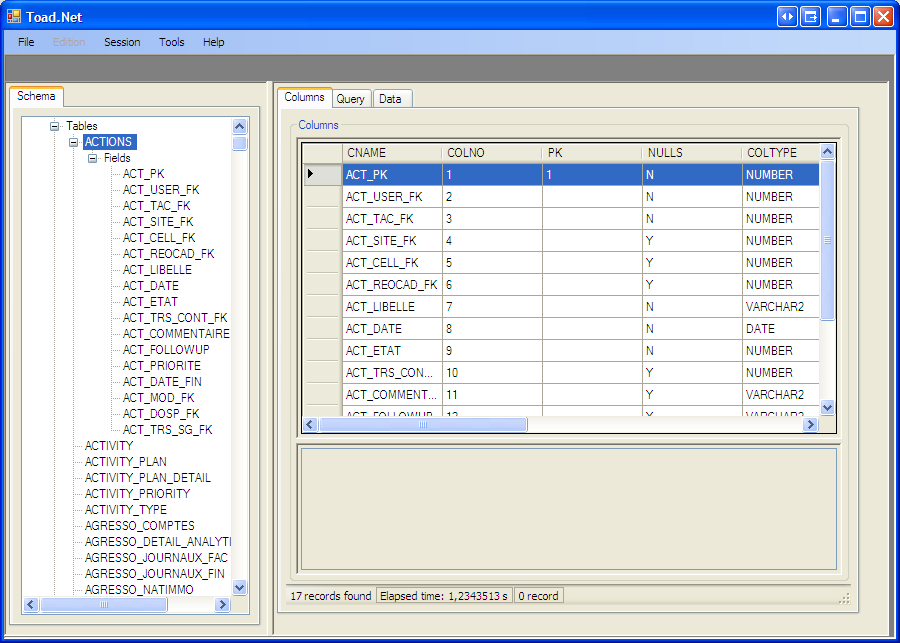 Toad.Net
File Edition Session Tools Help
Schema
Tables
ACTIONS
Fields
ACT_PK
ACT_USER_FK
ACT_TAC_FK
ACT_SITE_FK
ACT_CELL_FK
ACT_REOCAD_FK
ACT_LIBELLE
ACT_DATE
ACT_ETAT
ACT_TRS_CONT_FK
ACT_COMMENTAIRE
ACT_FOLLOWUP
ACT_PRIORITE
ACT_DATE_FIN
ACT_MOD_FK
ACT_DOSP_FK
ACT_TRS_SG_FK
ACTIVITY
ACTIVITY_PLAN
ACTIVITY_PLAN_DETAIL
ACTIVITY_PRIORITY
ACTIVITY_TYPE
AGRESSO_COMPTES
AGRESSO_DETAIL_ANALYTI
AGRESSO_JOURNAUX_FAC
AGRESSO_JOURNAUX_FIN
AGRESSO_NATIMMO
Columns Query Data
Columns
CNAME COLNO PK NULLS COLTYPE
ACT_PK 1 1 N NUMBER
ACT_USER_FK 2 N NUMBER
ACT_TAC_FK 3 N NUMBER
ACT_SITE_FK 4 Y NUMBER
ACT_CELL_FK 5 Y NUMBER
ACT_REOCAD_FK 6 Y NUMBER
ACT_LIBELLE 7 N VARCHAR2
ACT_DATE 8 N DATE
ACT_ETAT 9 N NUMBER
ACT_TRS_CON... 10 Y NUMBER
ACT_COMMENT... 11 Y VARCHAR2
ACT_FOLLOWUP 12 Y VARCHAR2
17 records found Elapsed time: 1,2343513 s 0 record